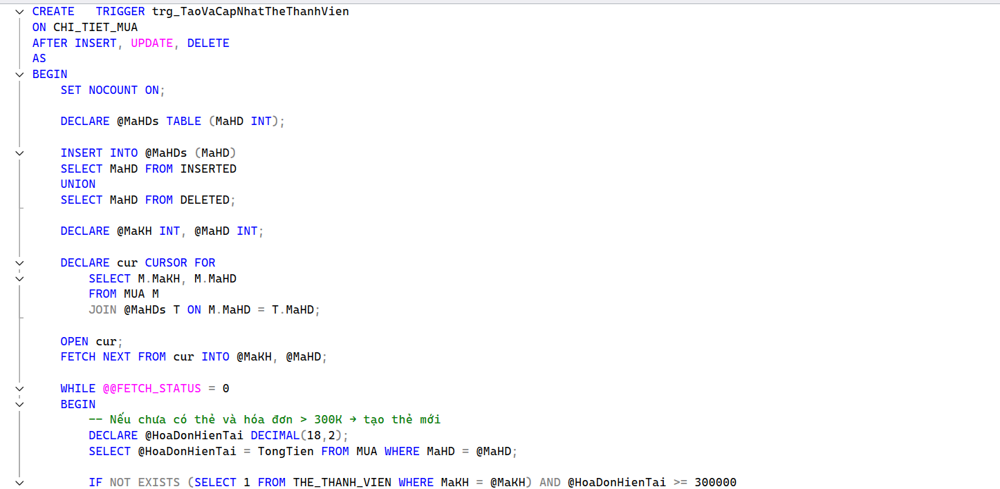 CREATE   TRIGGER trg_TaoVaCapNhatTheThanhVien
ON CHI_TIET_MUA
AFTER INSERT, UPDATE, DELETE
AS
BEGIN
    SET NOCOUNT ON;

    DECLARE @MaHDs TABLE (MaHD INT);

    INSERT INTO @MaHDs (MaHD)
    SELECT MaHD FROM INSERTED
    UNION
    SELECT MaHD FROM DELETED;

    DECLARE @MaKH INT, @MaHD INT;

    DECLARE cur CURSOR FOR
        SELECT M.MaKH, M.MaHD
        FROM MUA M
        JOIN @MaHDs T ON M.MaHD = T.MaHD;

    OPEN cur;
    FETCH NEXT FROM cur INTO @MaKH, @MaHD;

    WHILE @@FETCH_STATUS = 0
    BEGIN
        -- Nếu chưa có thẻ và hóa đơn > 300K → tạo thẻ mới
        DECLARE @HoaDonHienTai DECIMAL(18,2);
        SELECT @HoaDonHienTai = TongTien FROM MUA WHERE MaHD = @MaHD;

        IF NOT EXISTS (SELECT 1 FROM THE_THANH_VIEN WHERE MaKH = @MaKH) AND @HoaDonHienTai >= 300000